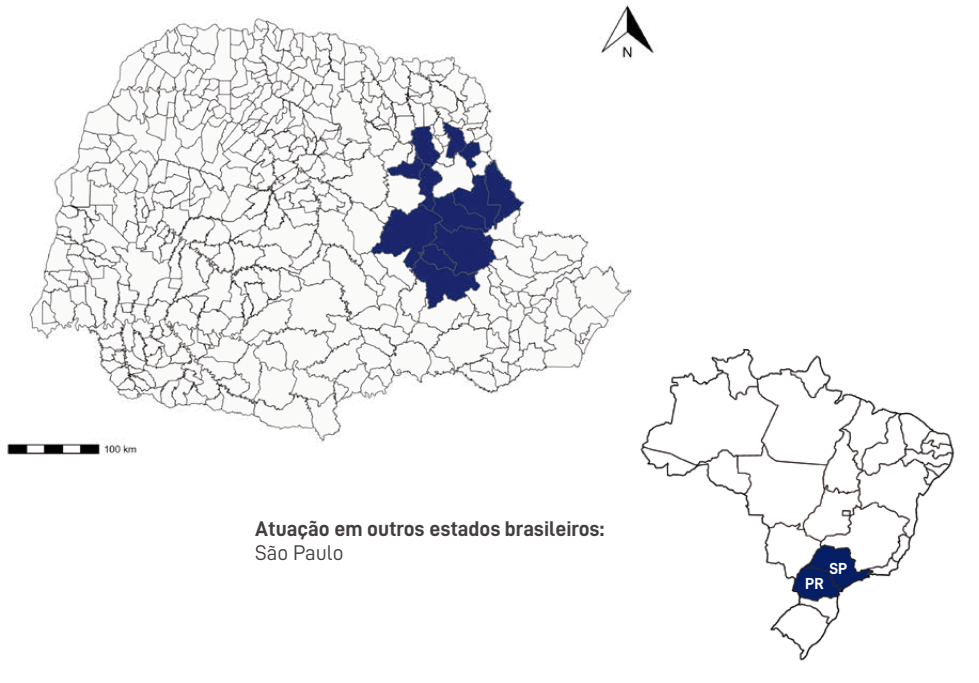 N
100 km
Atuação em outros estados brasileiros:
São Paulo
SP
PR